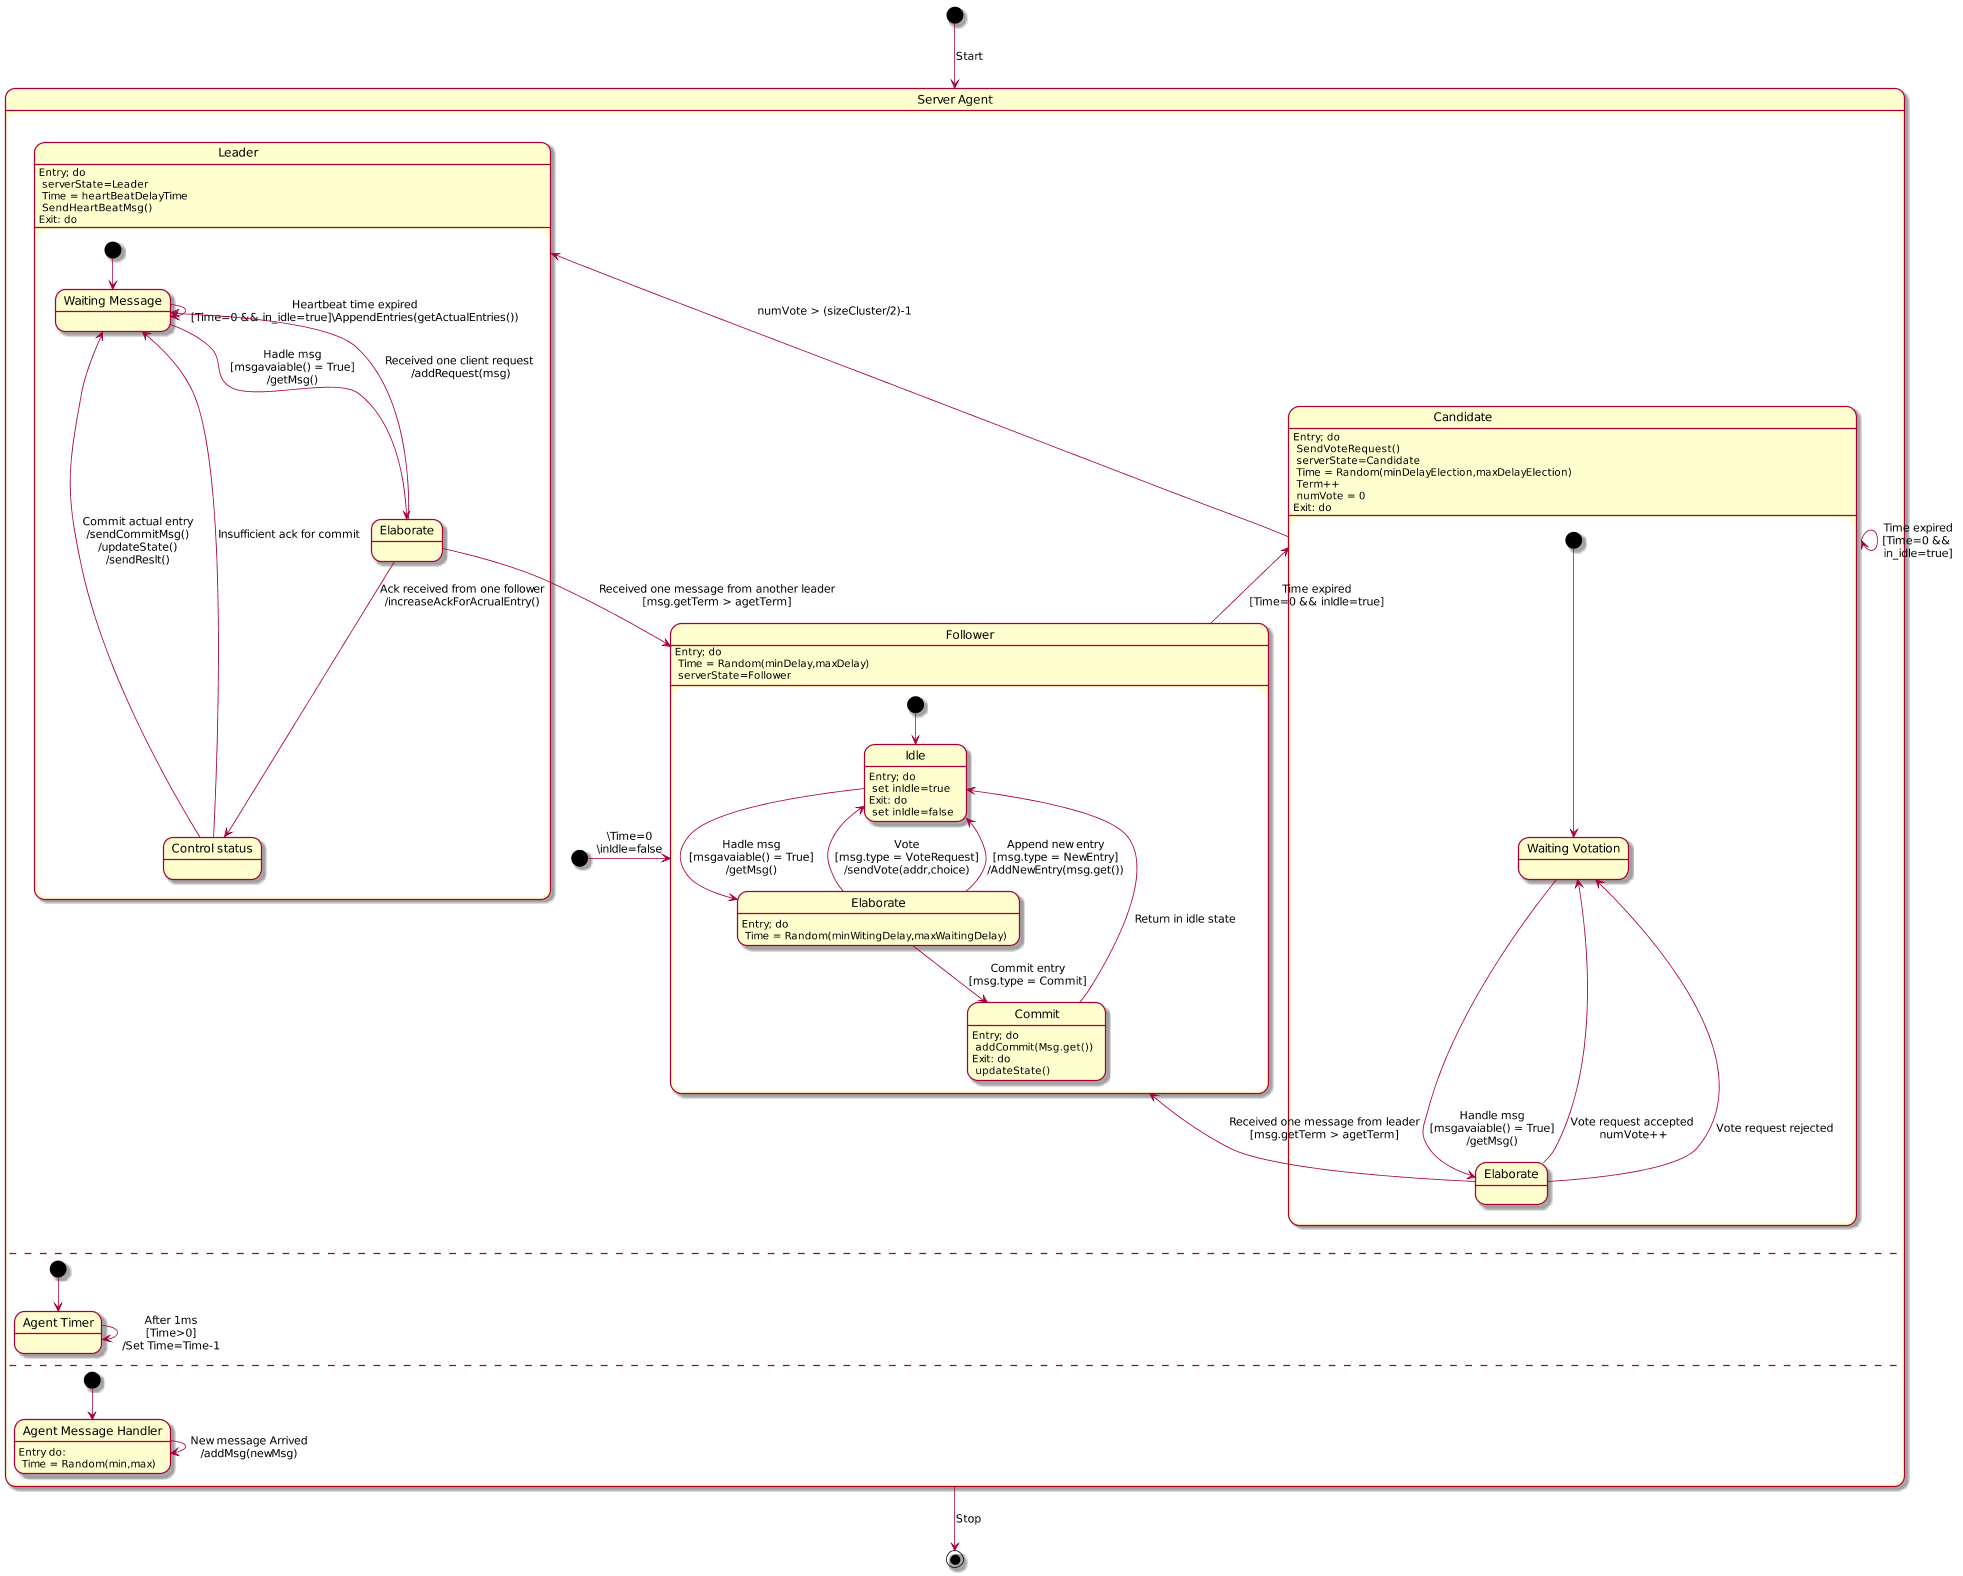 Start
Server Agent
Leader
Entry; do
serverState=Leader
Time = heartBeatDelayTime
SendHeartBeatMsg()
Exit: do
Waiting Message
Heartbeat time expired
[Time=0 && in_idle=true]\AppendEntries(getActualEntries())
Hadle msg
[msgavaiable() = True]
/getMsg()
Received one client request
/addRequest(msg)
numVote > (sizeCluster/2)-1
Commit actual entry
/sendCommitMsg()
/updateState()
/sendReslt()
Insufficient ack for commit
Elaborate
Ack received from one follower
/increaseAckForAcrualEntry()
Control status
Received one message from another leader
[msg.getTerm > agetTerm]
Candidate
Entry; do
SendVoteRequest()
serverState=Candidate
Time = Random(minDelayElection,maxDelayElection)
Term++
numVote = 0
Exit: do
Time expired
[Time=0 &&
in_idle=true]
Time expired
[Time=0 && inIdle=true]
Follower
Entry; do
Time = Random(minDelay,maxDelay)
serverState=Follower
\Time=0
\inIdle=false
Idle
Entry; do
set inIdle=true
Exit: do
set inIdle=false
Hadle msg
[msgavaiable() = True]
/getMsg()
Vote
[msg.type = VoteRequest]
/sendVote(addr,choice)
Append new entry
[msg.type = NewEntry]
/AddNewEntry(msg.get())
Elaborate
Entry; do
Time = Random(minWitingDelay,maxWaitingDelay)
Return in idle state
Commit entry
[msg.type = Commit]
Commit
Entry; do
addCommit(Msg.get())
Exit: do
updateState()
Waiting Votation
Received one message from leader
[msg.getTerm > agetTerm]
Handle msg
[msgavaiable() = True]
/getMsg()
Vote request accepted
numVote++
Vote request rejected
Elaborate
Agent Timer
After 1ms
[Time>0]
/Set Time=Time-1
Agent Message Handler
Entry do:
Time = Random(min,max)
New message Arrived
/addMsg(newMsg)
Stop